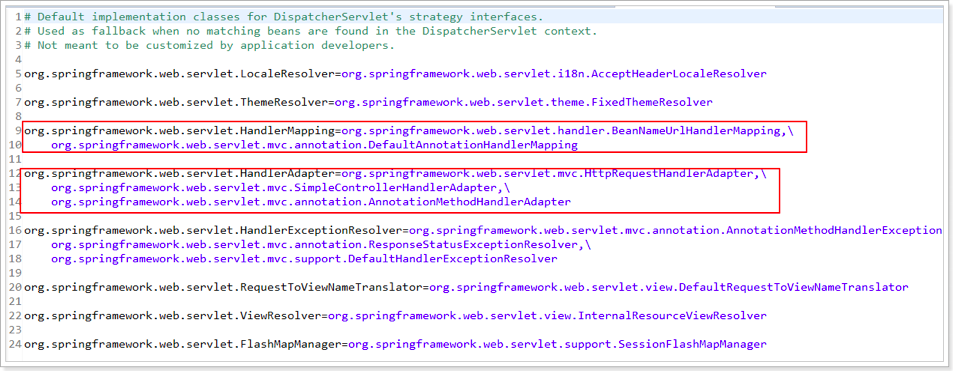 1 # Default implementation classes for DispatcherServlet's strategy interfaces.
2 # Used as fallback when no matching beans are found in the DispatcherServlet context.
3 # Not meant to be customized by application developers.
4
5 org.springframework.web.servlet.LocaleResolver=org.springframework.web.servlet.i18n.AcceptHeaderLocaleResolver
6
7 org.springframework.web.servlet.ThemeResolver=org.springframework.web.servlet.theme.FixedThemeResolver
8
9 org.springframework.web.servlet.HandlerMapping=org.springframework.web.servlet.handler.BeanNameUrlHandlerMapping,\
10 org.springframework.web.servlet.mvc.annotation.DefaultAnnotationHandlerMapping
11
12 org.springframework.web.servlet.HandlerAdapter=org.springframework.web.servlet.mvc.HttpRequestHandlerAdapter,\
13 org.springframework.web.servlet.mvc.SimpleControllerHandlerAdapter,\
14 org.springframework.web.servlet.mvc.annotation.AnnotationMethodHandlerAdapter
15
16 org.springframework.web.servlet.HandlerExceptionResolver=org.springframework.web.servlet.mvc.annotation.AnnotationMethodHandlerException
17 org.springframework.web.servlet.mvc.annotation.ResponseStatusExceptionResolver,\
18 org.springframework.web.servlet.mvc.support.DefaultHandlerExceptionResolver
19
20 org.springframework.web.servlet.RequestToViewNameTranslator=org.springframework.web.servlet.view.DefaultRequestToViewNameTranslator
21
22 org.springframework.web.servlet.ViewResolver=org.springframework.web.servlet.view.InternalResourceViewResolver
23
24 org.springframework.web.servlet.FlashMapManager=org.springframework.web.servlet.support.SessionFlashMapManager